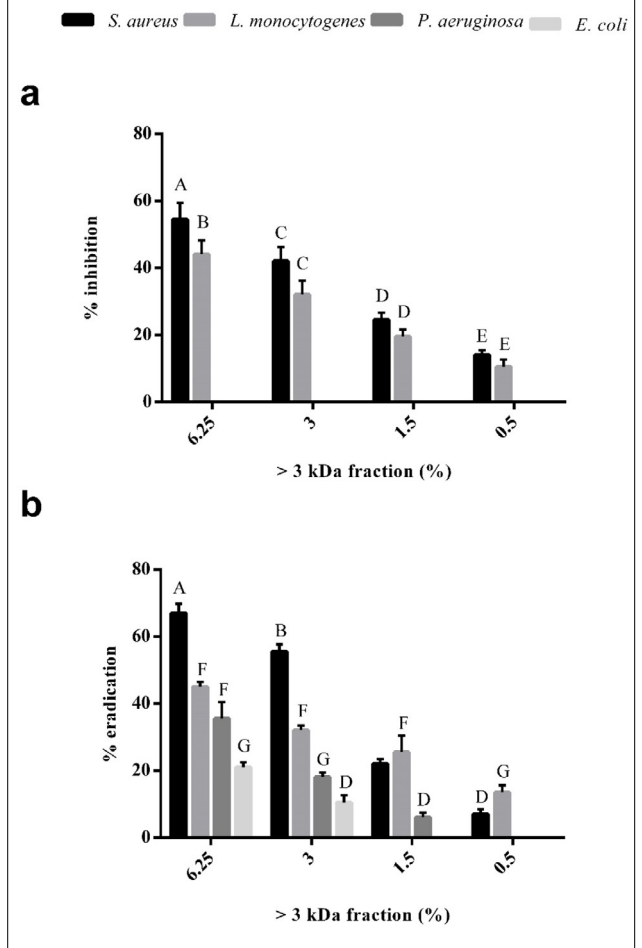 S. aureus L. monocytogenes P. aeruginosa E. coli
a
80
60
40
20
0
% inhibition
A
B
C
C
D
D
E
E
6.25
3
1.5
0.5
> 3 kDa fraction (%)
b
80
60
40
20
0
% eradication
A
F
F
G
B
F
G
D
F
D
D
G
6.25
3
1.5
0.5
> 3 kDa fraction (%)